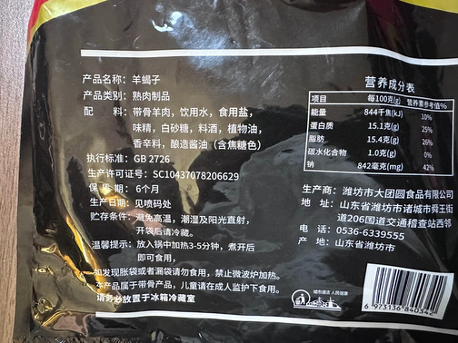 产品名称：羊蝎子
产品类别：熟肉制品
配　　料：带骨羊肉，饮用水，食用盐，
味精，白砂糖，料酒，植物油，
香辛料，酿造酱油（含焦糖色）
执行标准：GB 2726
生产许可证号：SC10437078206629
保 质 期：6个月
生产日期：见喷码处
贮存条件：避免高温，潮湿及阳光直射，
开袋后请冷藏。
温馨提示：放入锅中加热3-5分钟，煮开后
即可食用，
如发现胀袋或者漏袋请勿食用，禁止微波炉加热。
本产品属于带骨产品，儿童请在成人监护下食用。
请务必放置于冰箱冷藏室
营养成分表
项目 每100克(g) 营养素参考值%
能量 844千焦(kJ) 10%
蛋白质 15.1克(g) 25%
脂肪 15.4克(g) 26%
碳水化合物 1.0克(g) 0%
钠 842毫克(mg) 42%
生产商：潍坊市大团圆食品有限公司
地　址：山东省潍坊市诸城市舜王街
道206国道交通稽查站西邻
电　话：0536-6339555
产　地：山东省潍坊市
城市清洁 人民健康
6 973136 84034